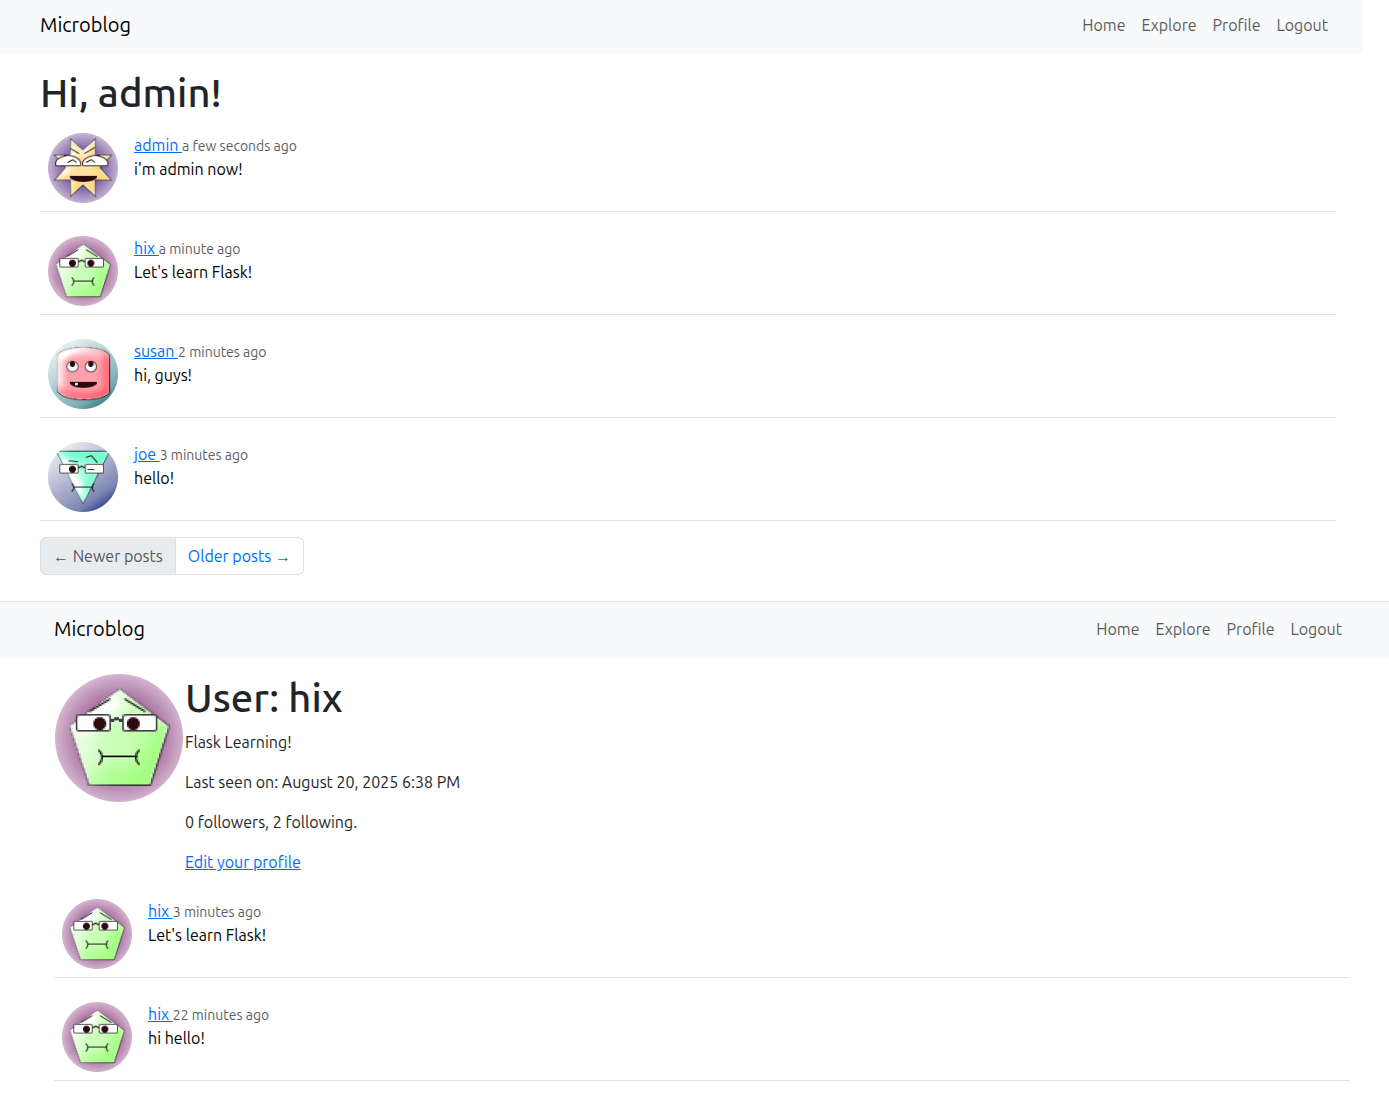 Microblog Home Explore Profile Logout
Hi, admin!
admin a few seconds ago
i'm admin now!
hix a minute ago
Let's learn Flask!
susan 2 minutes ago
hi, guys!
joe 3 minutes ago
hello!
← Newer posts Older posts →
Microblog Home Explore Profile Logout
User: hix
Flask Learning!
Last seen on: August 20, 2025 6:38 PM
0 followers, 2 following.
Edit your profile
hix 3 minutes ago
Let's learn Flask!
hix 22 minutes ago
hi hello!